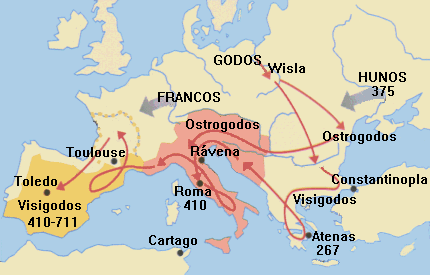 GODOS
Wisla
HUNOS
375
FRANCOS
Ostrogodos
Ostrogodos
Toulouse
Rávena
Toledo
Visigodos
410-711
Roma
410
Constantinopla
Visigodos
Cartago
Atenas
267